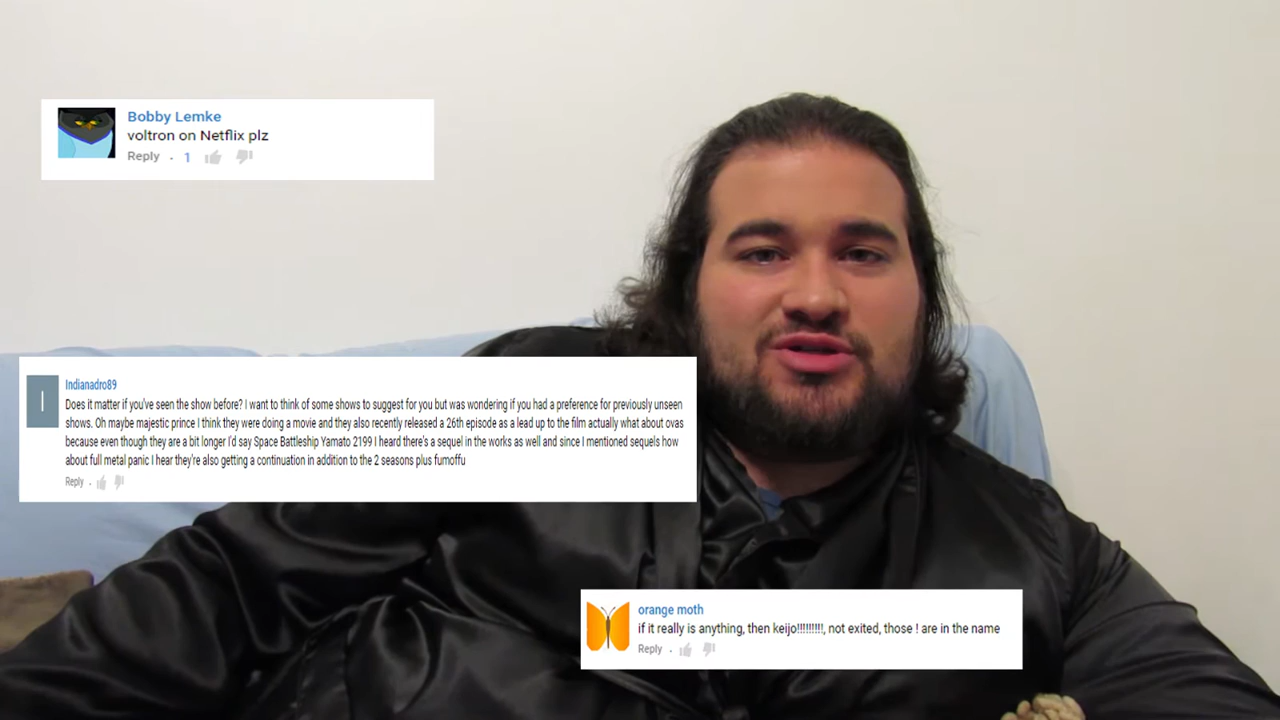 Bobby Lemke
voltron on Netflix plz
Reply . 1
I
Indianadro89
Does it matter if you've seen the show before? I want to think of some shows to suggest for you but was wondering if you had a preference for previously unseen
shows. Oh maybe majestic prince I think they were doing a movie and they also recently released a 26th episode as a lead up to the film actually what about ovas
because even though they are a bit longer I'd say Space Battleship Yamato 2199 I heard there's a sequel in the works as well and since I mentioned sequels how
about full metal panic I hear they're also getting a continuation in addition to the 2 seasons plus fumoffu
Reply .
orange moth
if it really is anything, then keijo!!!!!!!!!, not exited, those ! are in the name
Reply .